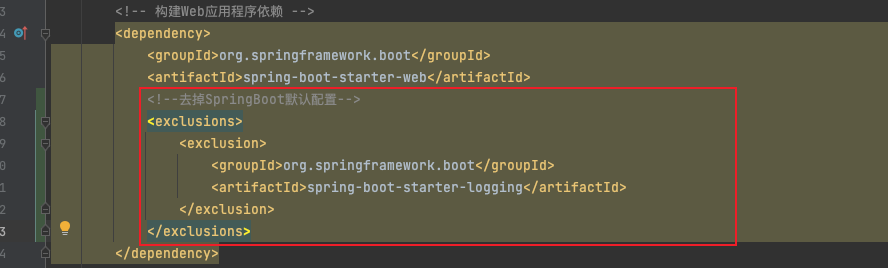 3 <!-- 构建Web应用程序依赖 -->
4 <dependency>
5 <groupId>org.springframework.boot</groupId>
6 <artifactId>spring-boot-starter-web</artifactId>
7 <!--去掉SpringBoot默认配置-->
8 <exclusions>
9 <exclusion>
0 <groupId>org.springframework.boot</groupId>
1 <artifactId>spring-boot-starter-logging</artifactId>
2 </exclusion>
3 </exclusions>
4 </dependency>